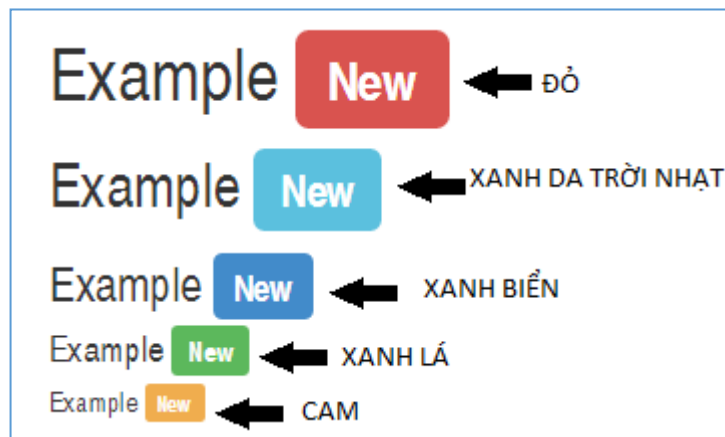 Example New ĐỎ
Example New XANH DA TRỜI NHẠT
Example New XANH BIỂN
Example New XANH LÁ
Example New CAM